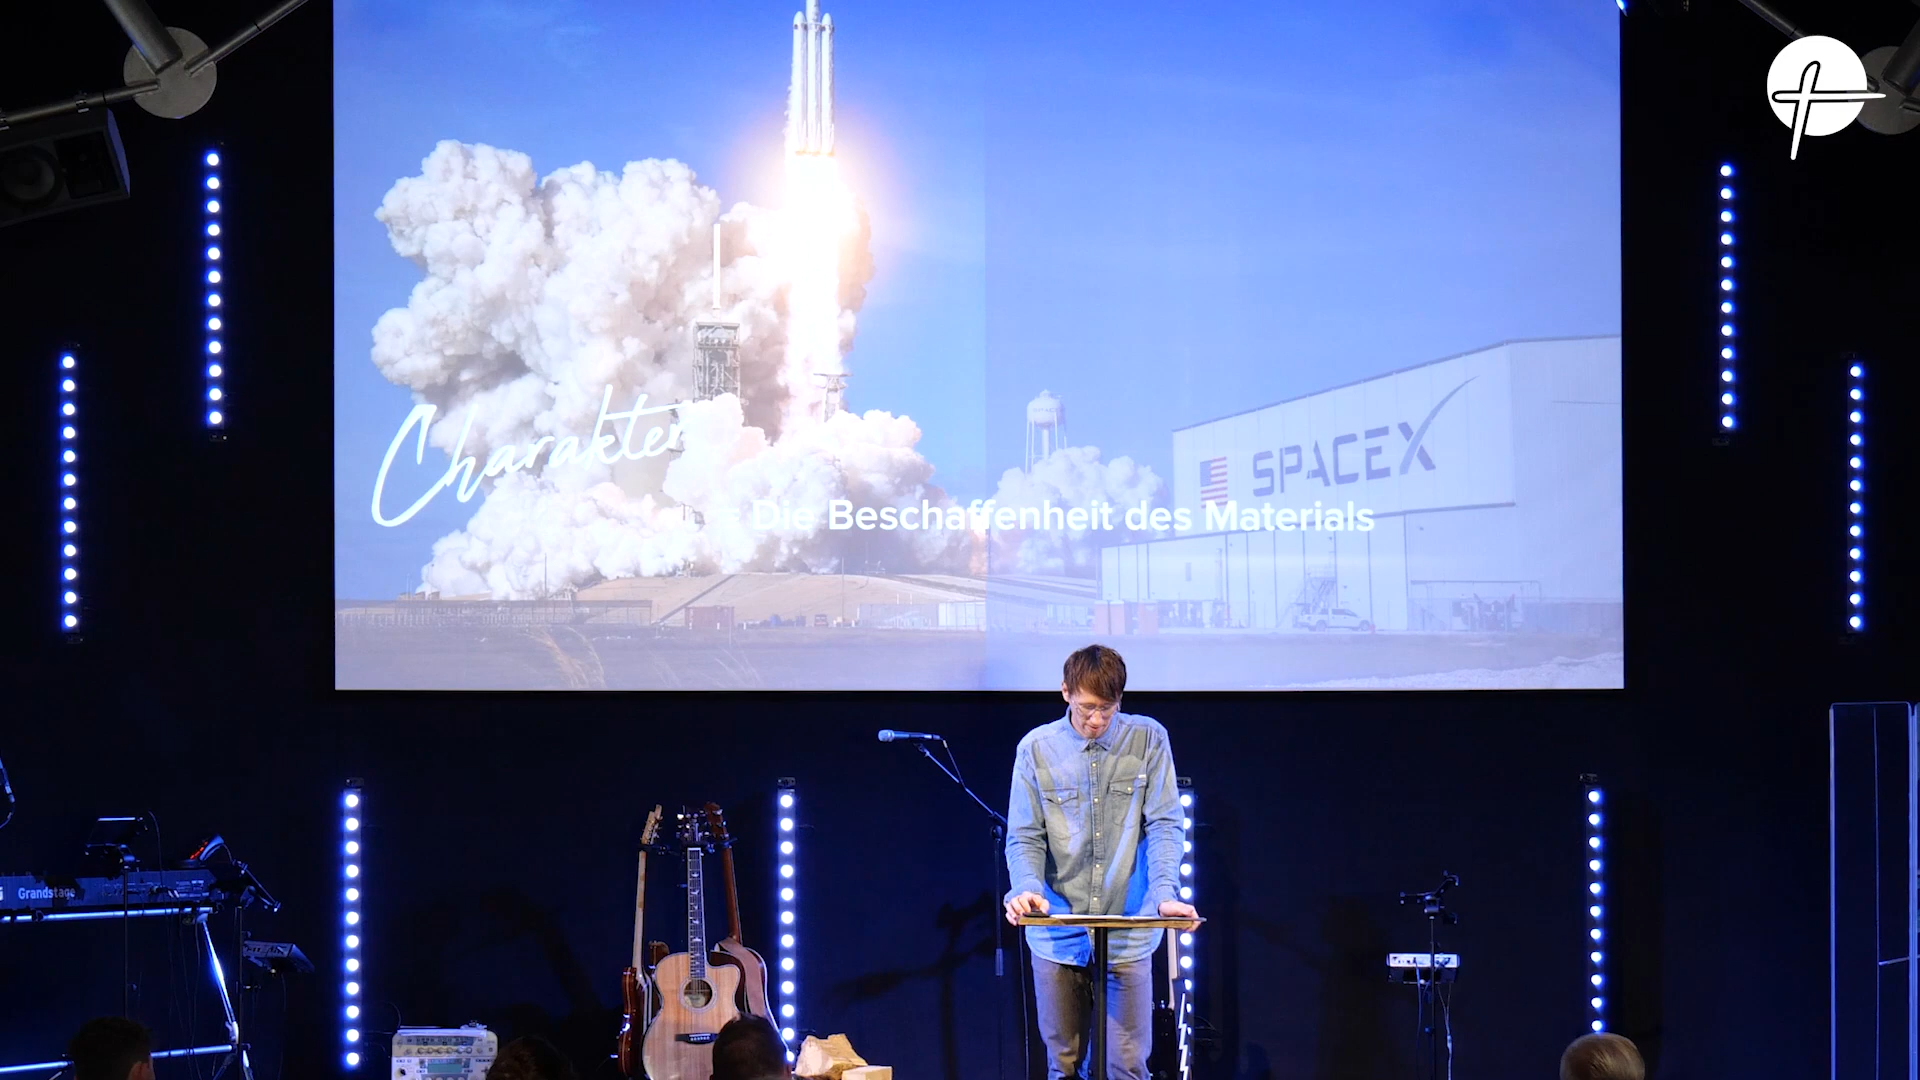 SPACEX
Charakter
= Die Beschaffenheit des Materials
Grandstage